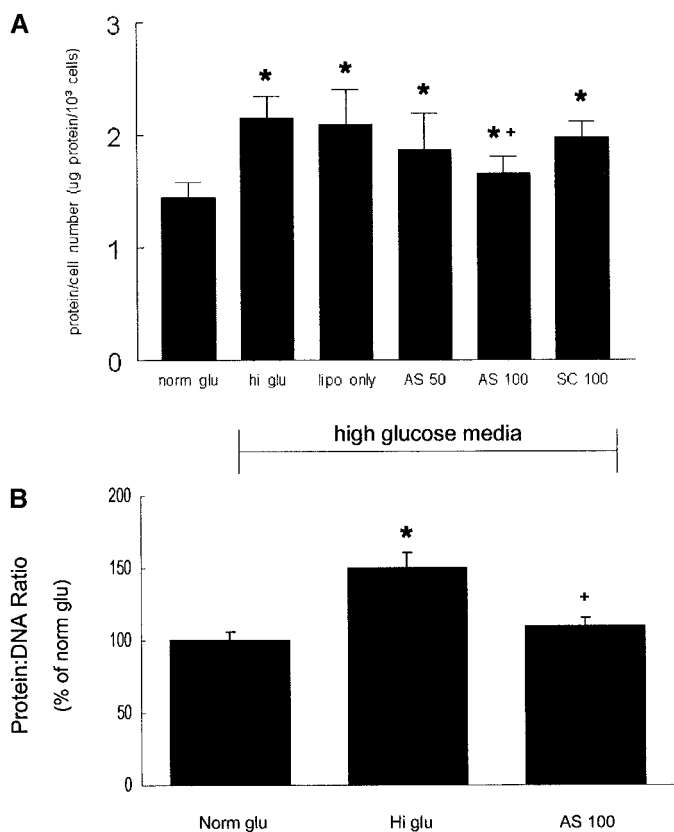 A
protein/cell number (ug protein/10³ cells)
3
2
1
0
*
*
*
* +
*
norm glu hi glu lipo only AS 50 AS 100 SC 100
high glucose media
B
Protein:DNA Ratio
(% of norm glu)
200
150
100
50
0
*
+
Norm glu Hi glu AS 100